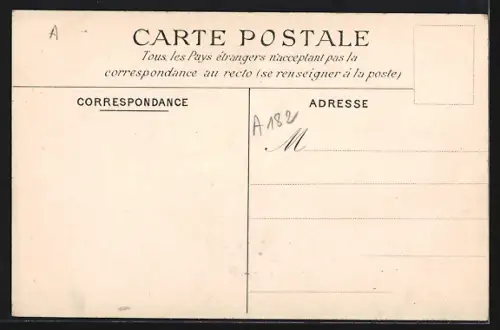 A
CARTE POSTALE
Tous les Pays étrangers n'acceptant pas la
correspondance au recto (se renseigner à la poste)
CORRESPONDANCE
ADRESSE
A182
M